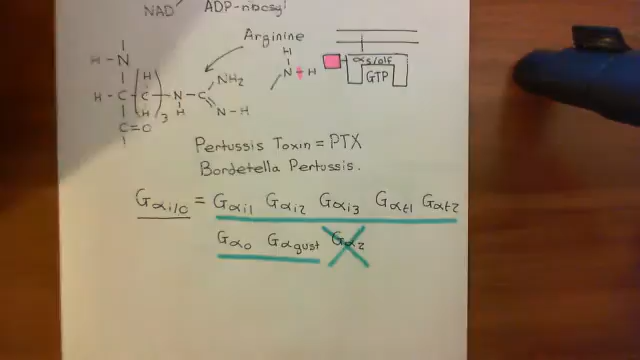 NAD ADP-ribosyl
Arginine
H
H - N
NH2
H
N + H
αs/olf
GTP
H - C ( C ) 3 - N - C
H
H
N - H
C = O
Pertussis Toxin = PTX
Bordetella Pertussis.
Gαi/o = Gαi1 Gαi2 Gαi3 Gαt1 Gαt2
Gαo Gαgust Gαz